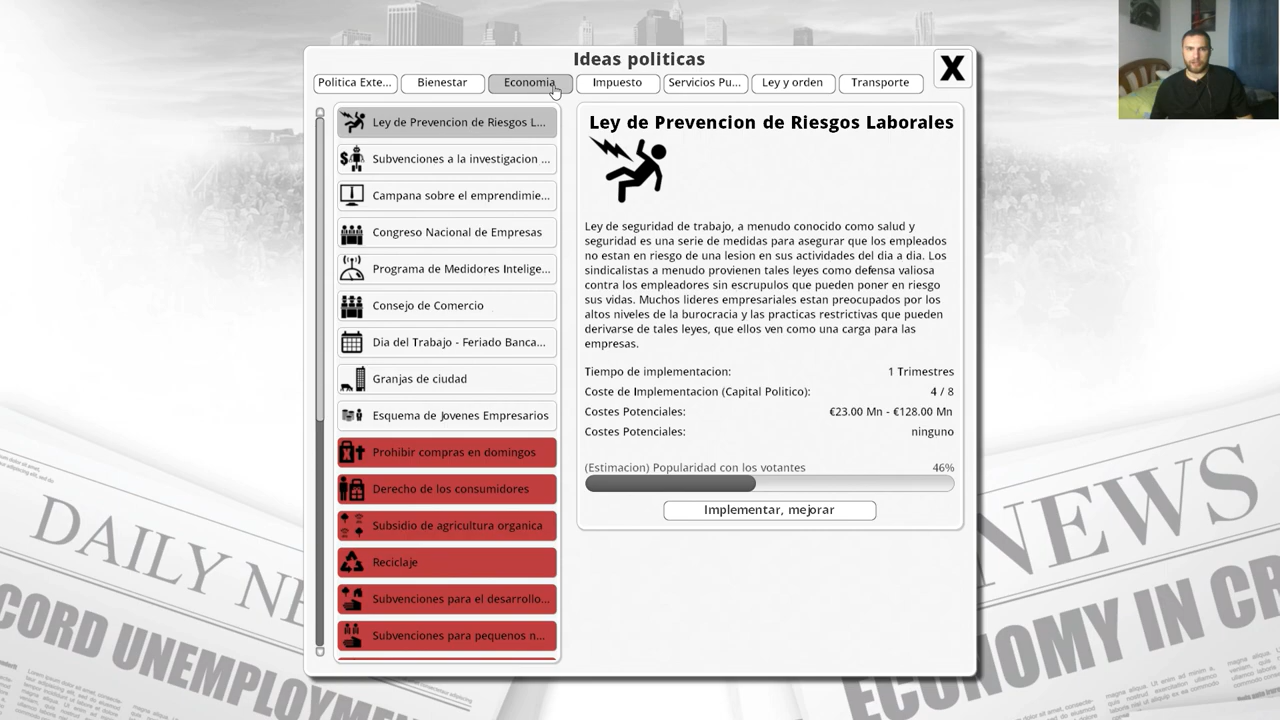 Ideas politicas
X
Politica Exte...
Bienestar
Economia
Impuesto
Servicios Pu...
Ley y orden
Transporte
Ley de Prevencion de Riesgos L...
Subvenciones a la investigacion ...
Campana sobre el emprendimie...
Congreso Nacional de Empresas
Programa de Medidores Intelige...
Consejo de Comercio
Dia del Trabajo - Feriado Banca...
Granjas de ciudad
Esquema de Jovenes Empresarios
Prohibir compras en domingos
Derecho de los consumidores
Subsidio de agricultura organica
Reciclaje
Subvenciones para el desarrollo...
Subvenciones para pequenos n...
Ley de Prevencion de Riesgos Laborales
Ley de seguridad de trabajo, a menudo conocido como salud y
seguridad es una serie de medidas para asegurar que los empleados
no estan en riesgo de una lesion en sus actividades del dia a dia. Los
sindicalistas a menudo provienen tales leyes como defensa valiosa
contra los empleadores sin escrupulos que pueden poner en riesgo
sus vidas. Muchos lideres empresariales estan preocupados por los
altos niveles de la burocracia y las practicas restrictivas que pueden
derivarse de tales leyes, que ellos ven como una carga para las
empresas.
Tiempo de implementacion: 1 Trimestres
Coste de Implementacion (Capital Politico): 4 / 8
Costes Potenciales: €23.00 Mn - €128.00 Mn
Costes Potenciales: ninguno
(Estimacion) Popularidad con los votantes 46%
Implementar, mejorar
DAILY NE
CORD UNEMPLOYM
NEWS
ECONOMY IN CR